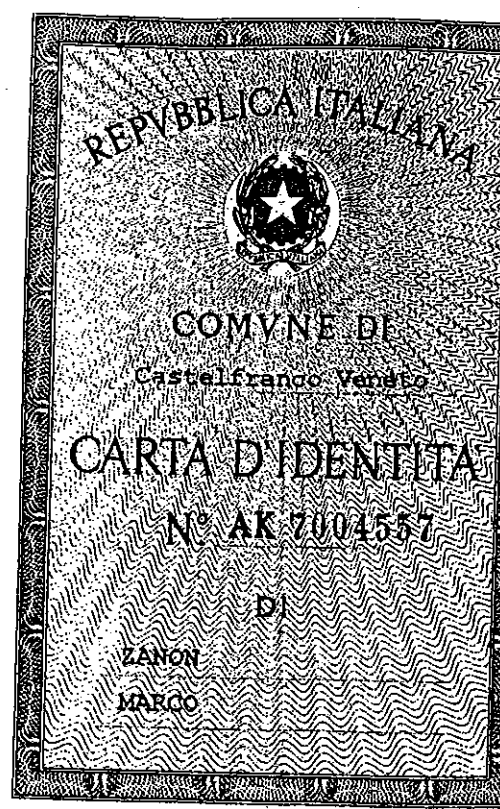 REPVBBLICA ITALIANA
COMVNE DI
Castelfranco Veneto
CARTA D'IDENTITA'
N° AK 7004557
DI
ZANON
MARCO